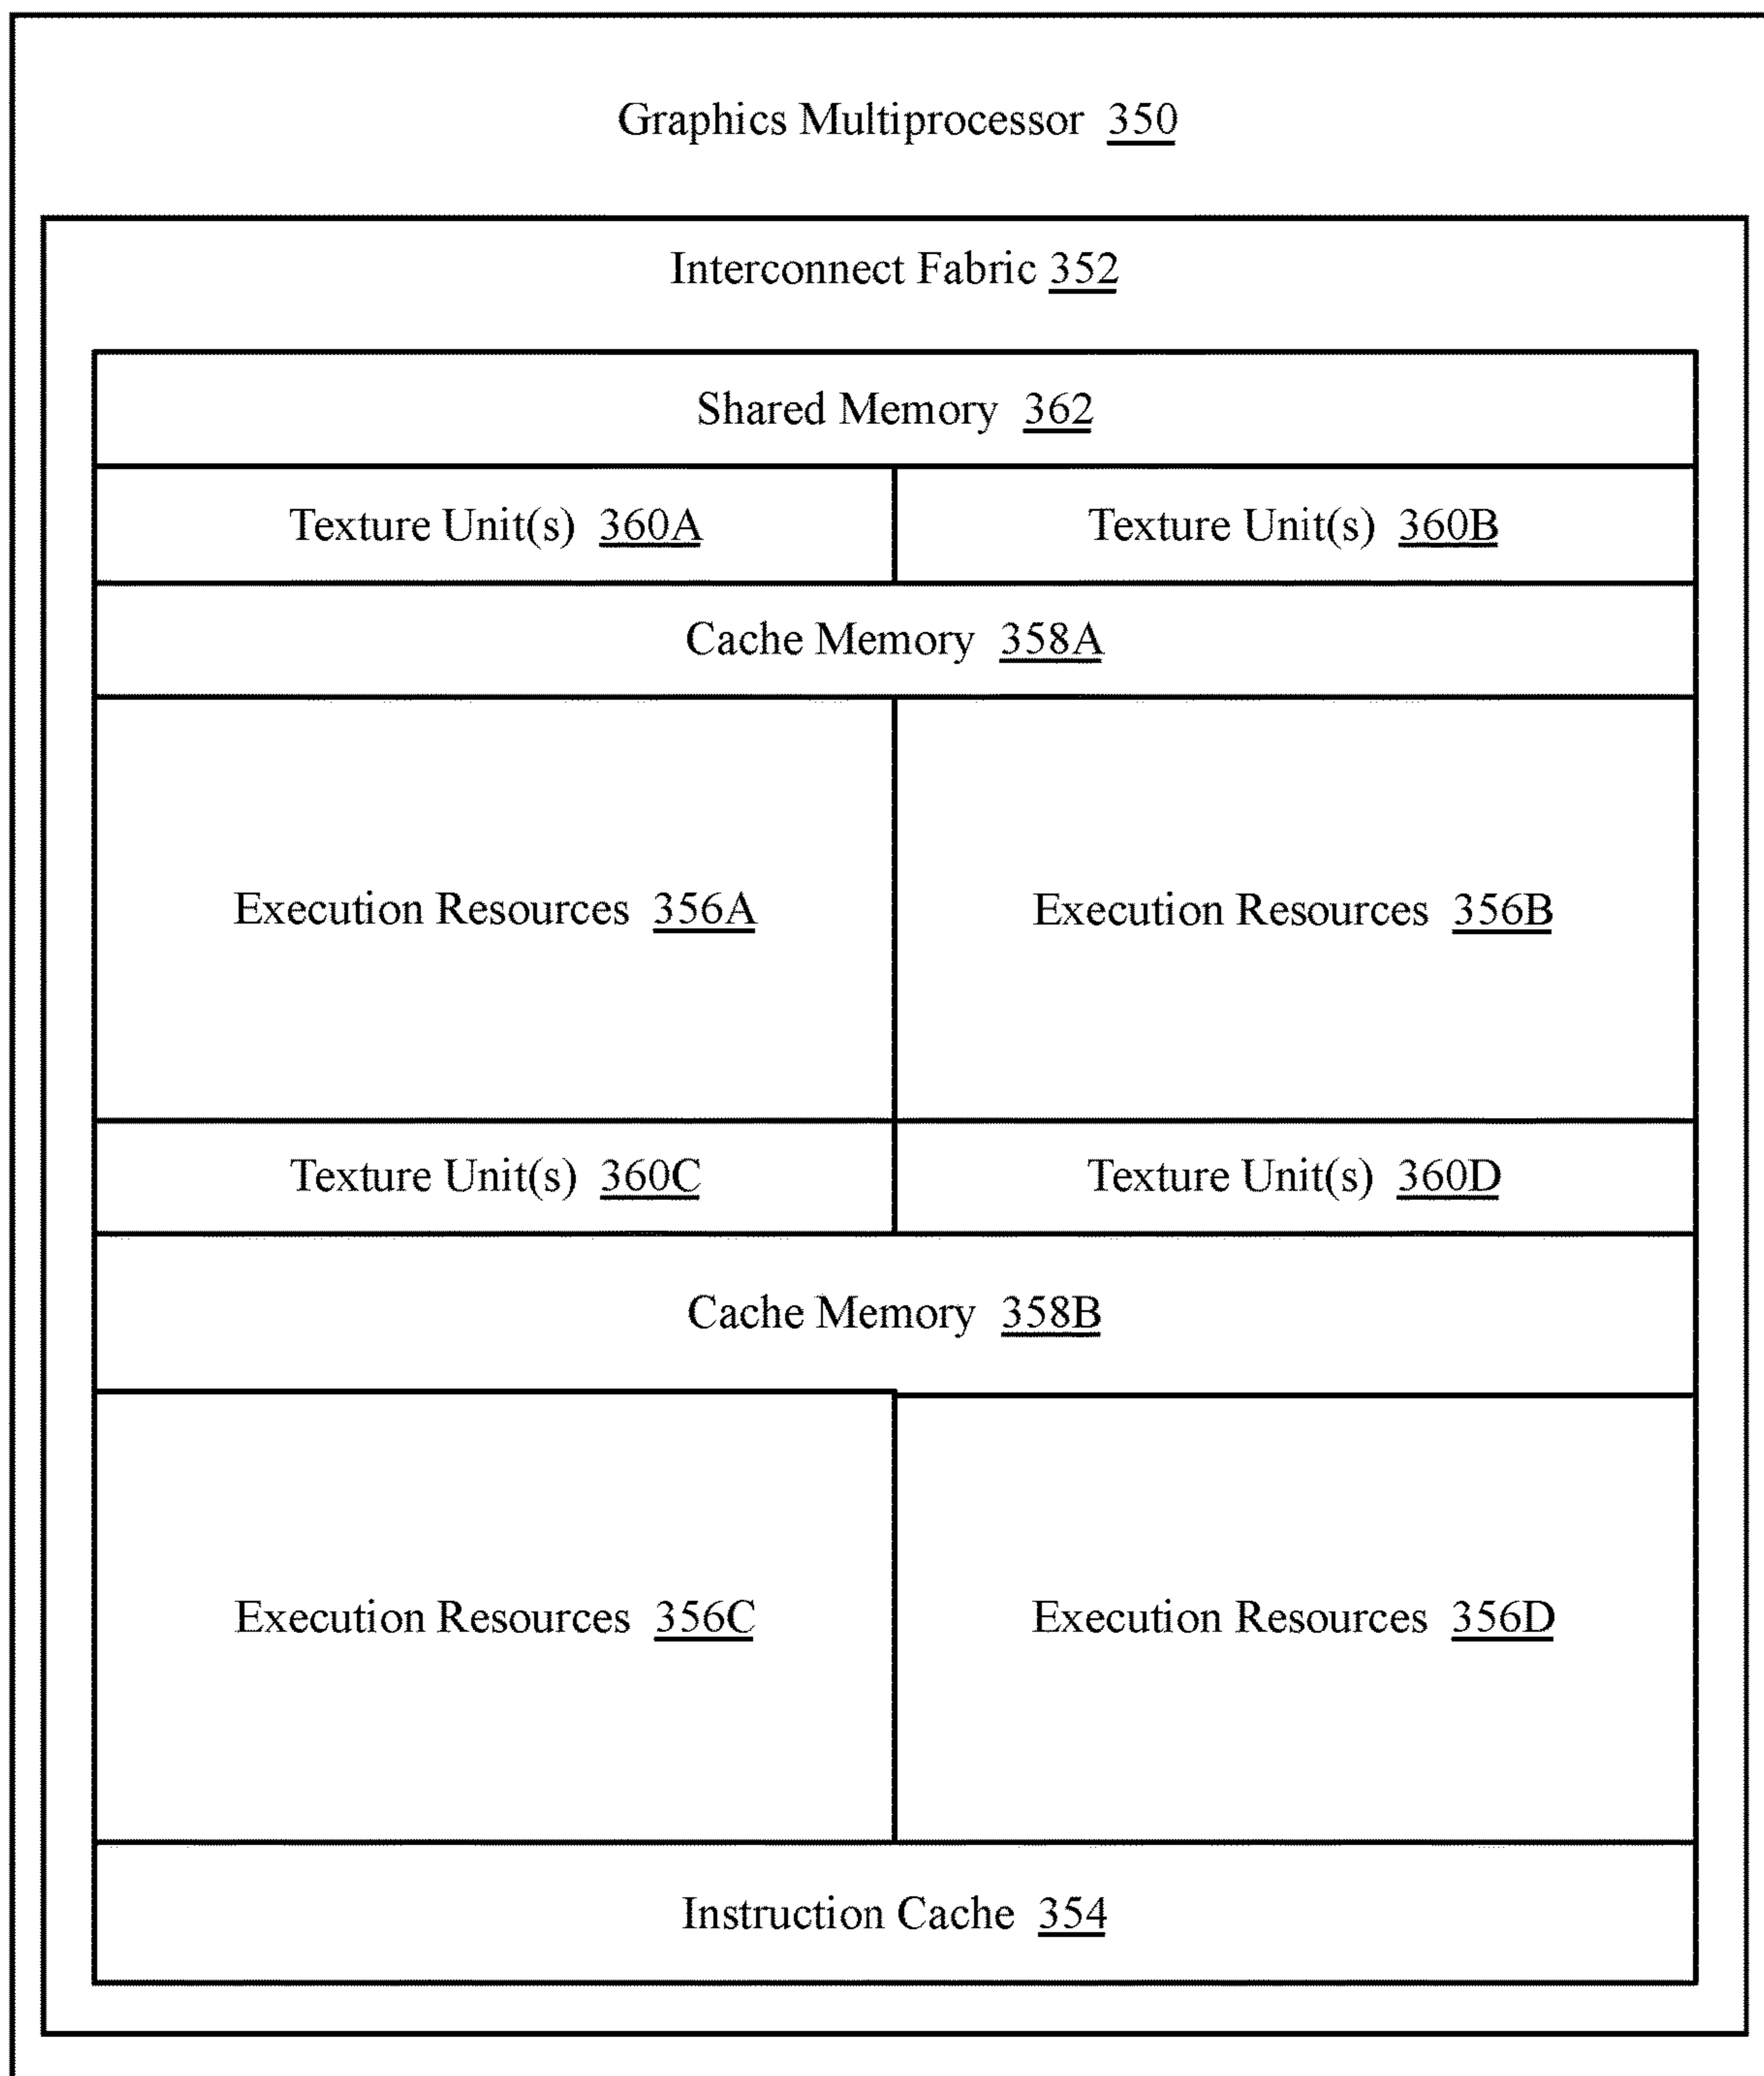 Graphics Multiprocessor 350
Interconnect Fabric 352
Shared Memory 362
Texture Unit(s) 360A
Texture Unit(s) 360B
Cache Memory 358A
Execution Resources 356A
Execution Resources 356B
Texture Unit(s) 360C
Texture Unit(s) 360D
Cache Memory 358B
Execution Resources 356C
Execution Resources 356D
Instruction Cache 354